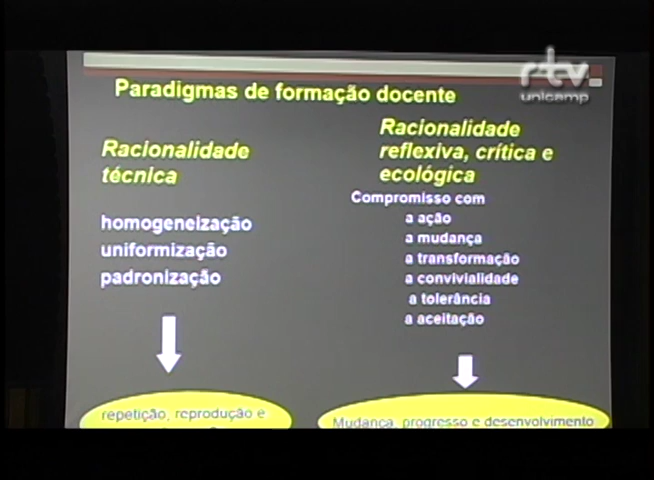 rtv
unicamp
Paradigmas de formação docente
Racionalidade
técnica
homogeneização
uniformização
padronização
repetição, reprodução e
Racionalidade
reflexiva, crítica e
ecológica
Compromisso com
a ação
a mudança
a transformação
a convivialidade
a tolerância
a aceitação
Mudança, progresso e desenvolvimento